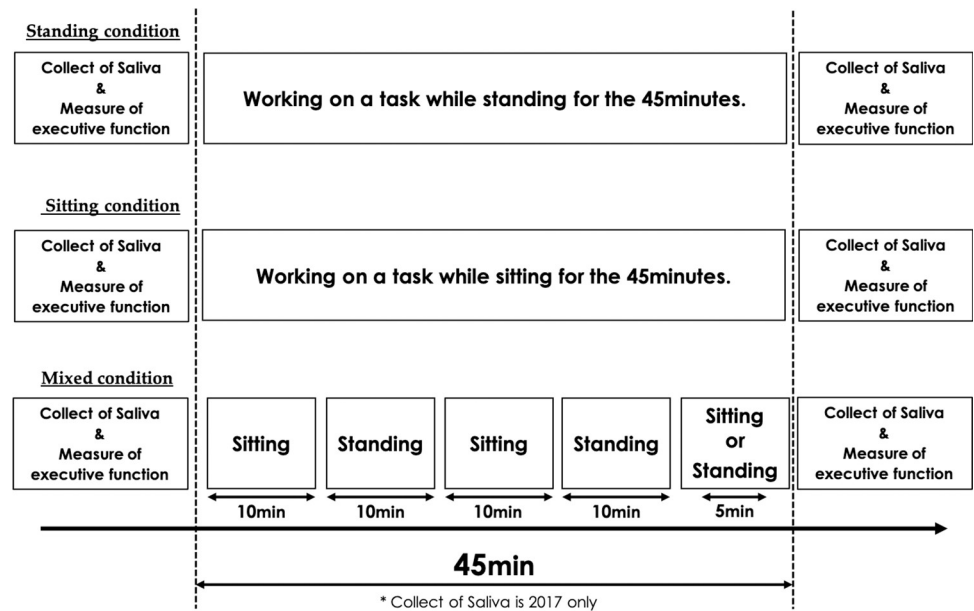 Standing condition
Collect of Saliva
&
Measure of
executive function
Working on a task while standing for the 45minutes.
Collect of Saliva
&
Measure of
executive function
Sitting condition
Collect of Saliva
&
Measure of
executive function
Working on a task while sitting for the 45minutes.
Collect of Saliva
&
Measure of
executive function
Mixed condition
Collect of Saliva
&
Measure of
executive function
Sitting
Standing
Sitting
Standing
Sitting
or
Standing
Collect of Saliva
&
Measure of
executive function
10min
10min
10min
10min
5min
45min
* Collect of Saliva is 2017 only